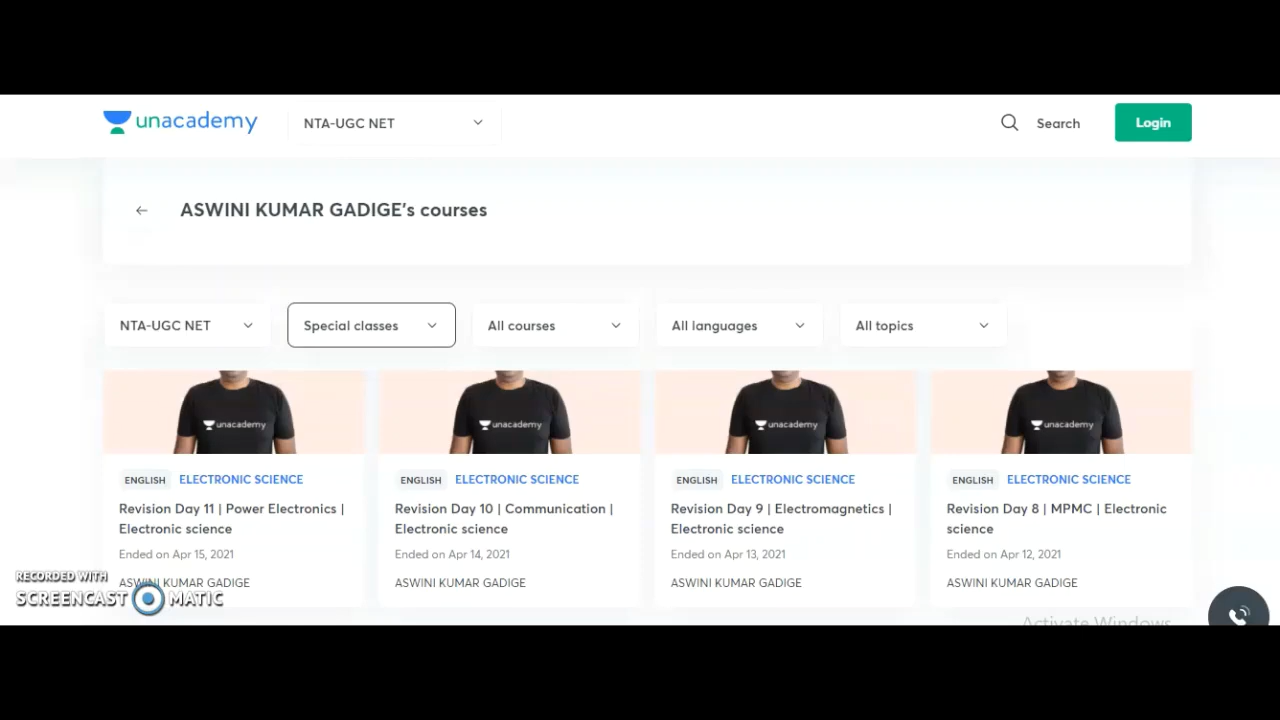 unacademy
NTA-UGC NET
Search
Login
ASWINI KUMAR GADIGE's courses
NTA-UGC NET
Special classes
All courses
All languages
All topics
unacademy
unacademy
unacademy
unacademy
ENGLISH ELECTRONIC SCIENCE
Revision Day 11 | Power Electronics |
Electronic science
Ended on Apr 15, 2021
ASWINI KUMAR GADIGE
ENGLISH ELECTRONIC SCIENCE
Revision Day 10 | Communication |
Electronic science
Ended on Apr 14, 2021
ASWINI KUMAR GADIGE
ENGLISH ELECTRONIC SCIENCE
Revision Day 9 | Electromagnetics |
Electronic science
Ended on Apr 13, 2021
ASWINI KUMAR GADIGE
ENGLISH ELECTRONIC SCIENCE
Revision Day 8 | MPMC | Electronic
science
Ended on Apr 12, 2021
ASWINI KUMAR GADIGE
RECORDED WITH
SCREENCAST MATIC
Activate Windows